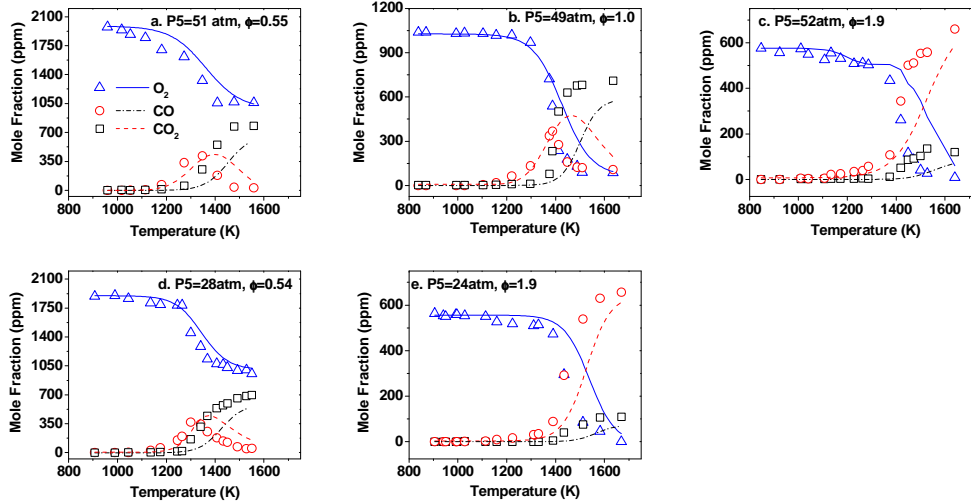 a. P5=51 atm, ϕ=0.55
2100
1750
1400
1050
700
350
0
Mole Fraction (ppm)
O2
CO
CO2
800 1000 1200 1400 1600
Temperature (K)
b. P5=49atm, ϕ=1.0
1020
765
510
255
0
Mole Fraction (ppm)
800 1000 1200 1400 1600
Temperature (K)
c. P5=52atm, ϕ=1.9
600
400
200
0
Mole Fraction (ppm)
800 1000 1200 1400 1600
Temperature (K)
d. P5=28atm, ϕ=0.54
2100
1750
1400
1050
700
350
0
Mole Fraction (ppm)
800 1000 1200 1400 1600
Temperature (K)
e. P5=24atm, ϕ=1.9
600
400
200
0
Mole Fraction (ppm)
800 1000 1200 1400 1600
Temperature (K)